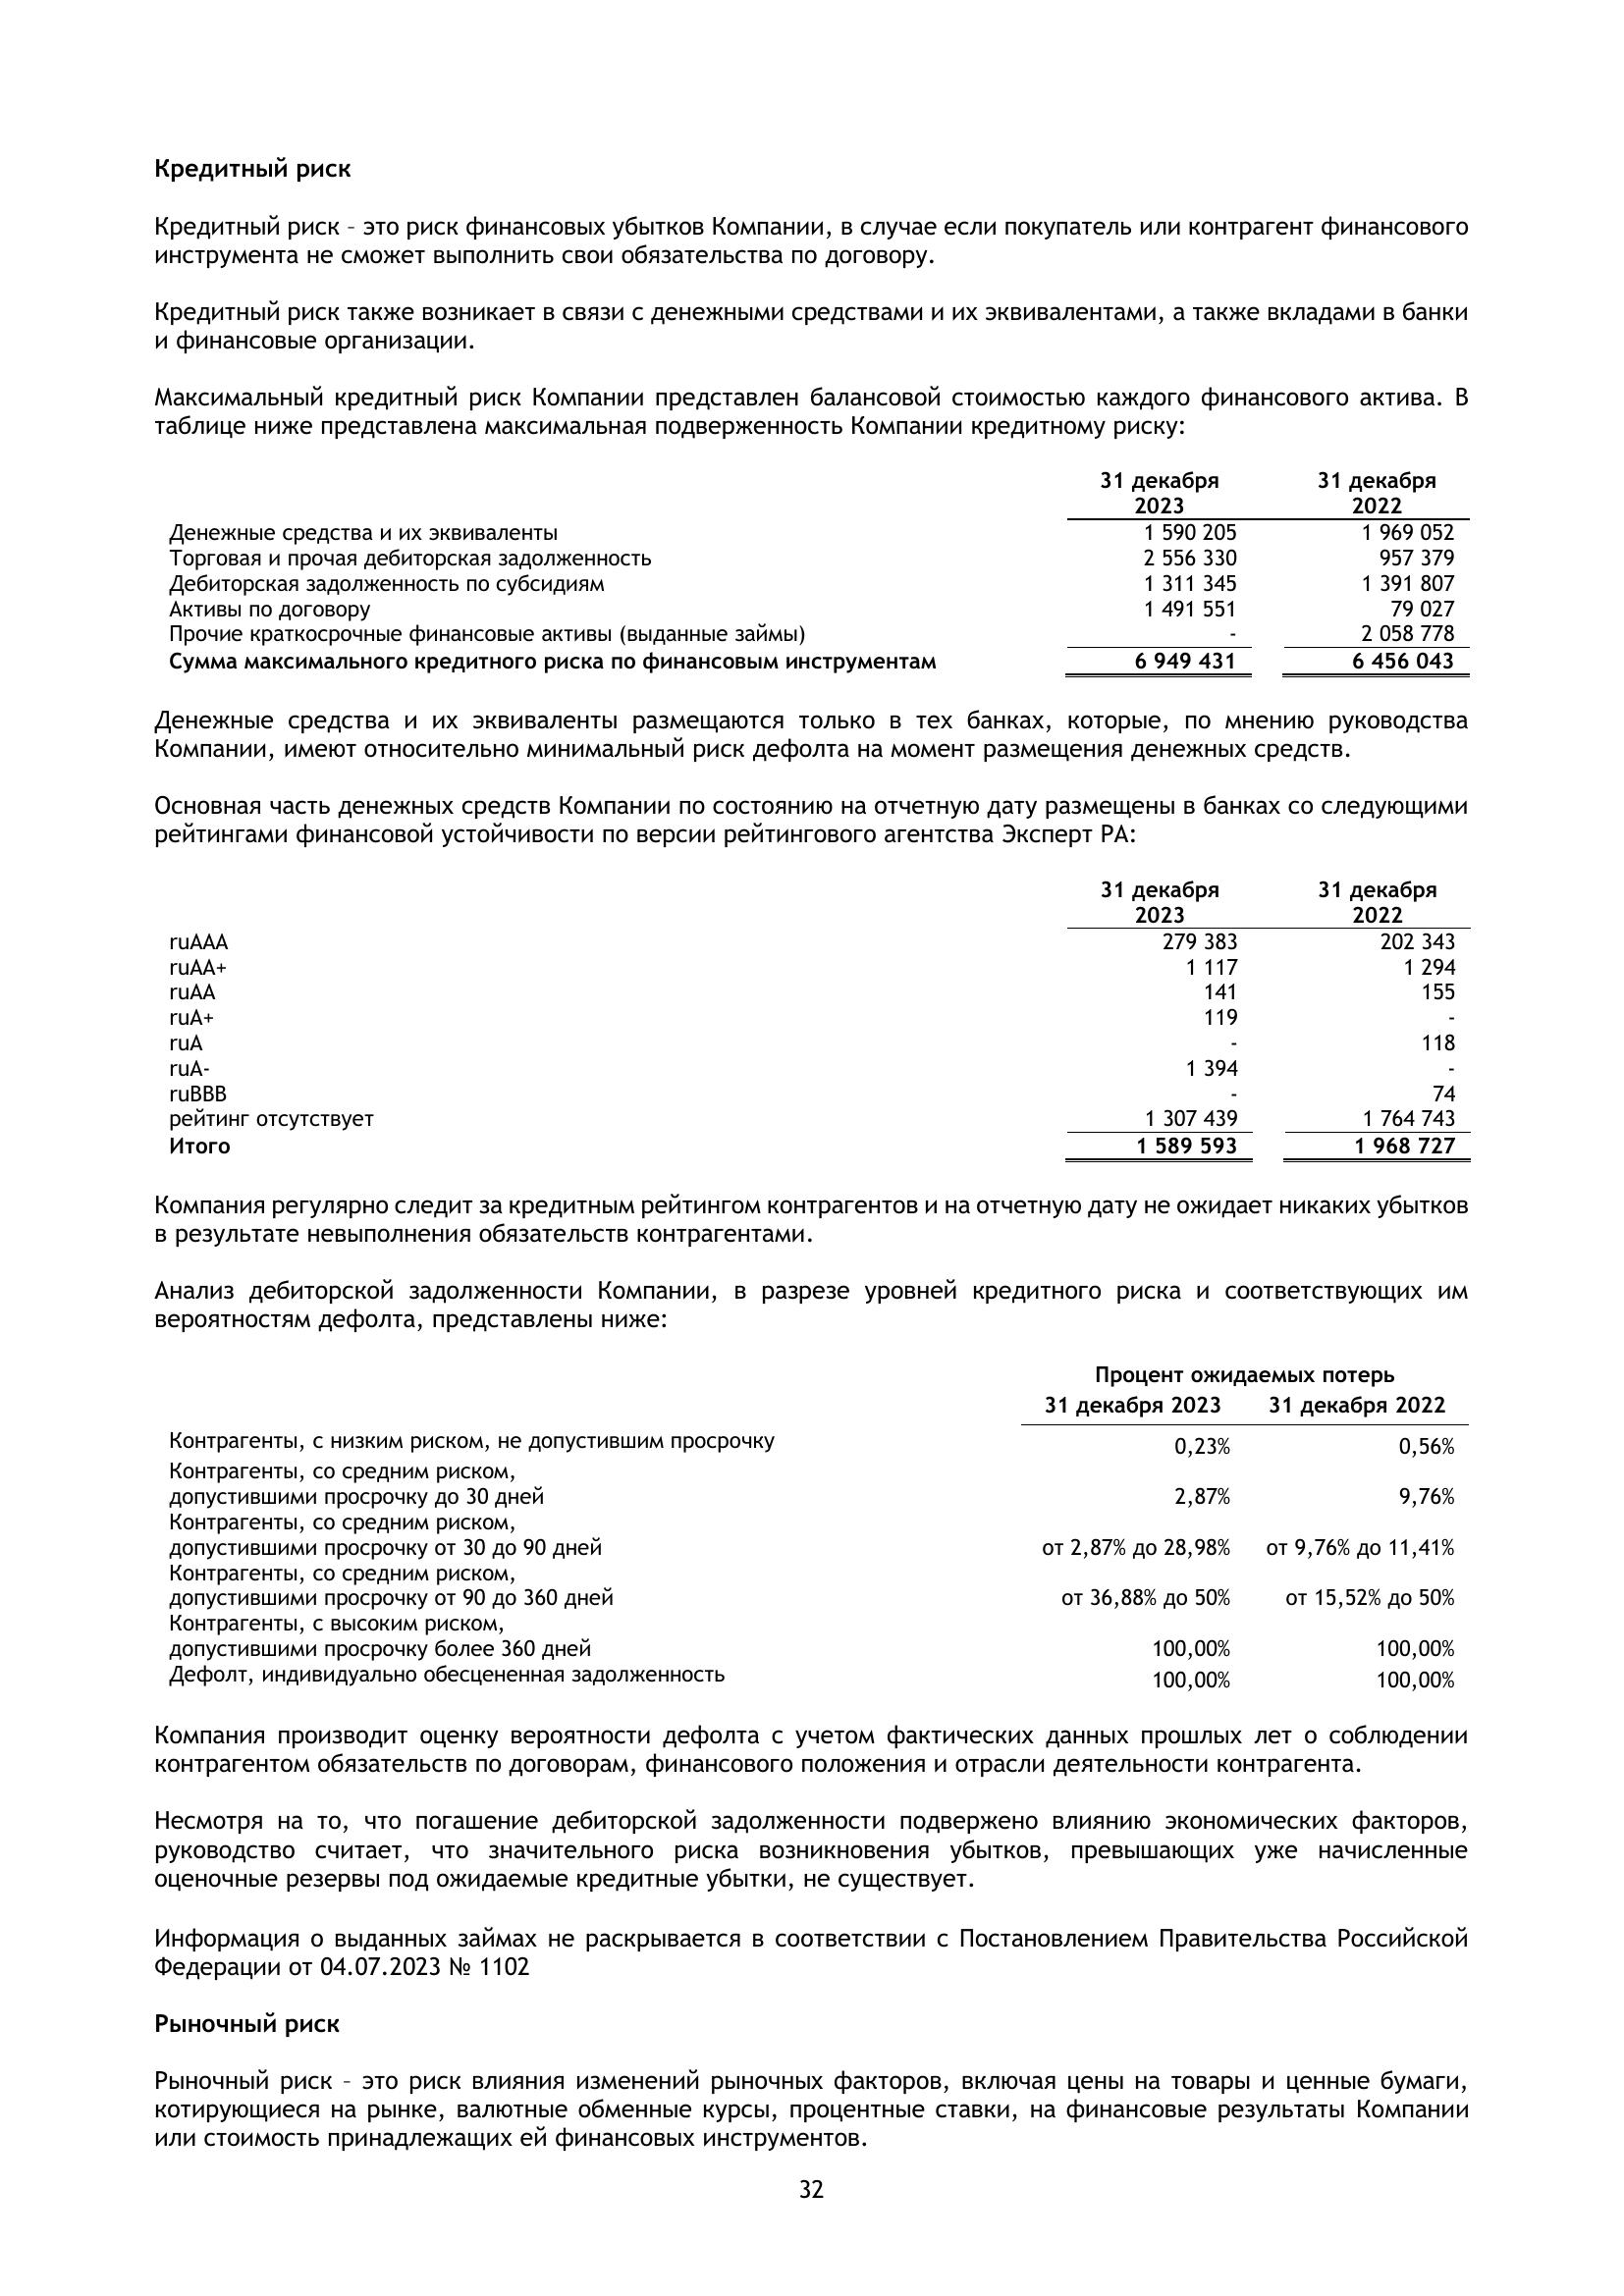 Кредитный риск
Кредитный риск – это риск финансовых убытков Компании, в случае если покупатель или контрагент финансового
инструмента не сможет выполнить свои обязательства по договору.
Кредитный риск также возникает в связи с денежными средствами и их эквивалентами, а также вкладами в банки
и финансовые организации.
Максимальный кредитный риск Компании представлен балансовой стоимостью каждого финансового актива. В
таблице ниже представлена максимальная подверженность Компании кредитному риску:
31 декабря 31 декабря
2023 2022
Денежные средства и их эквиваленты 1 590 205 1 969 052
Торговая и прочая дебиторская задолженность 2 556 330 957 379
Дебиторская задолженность по субсидиям 1 311 345 1 391 807
Активы по договору 1 491 551 79 027
Прочие краткосрочные финансовые активы (выданные займы) - 2 058 778
Сумма максимального кредитного риска по финансовым инструментам 6 949 431 6 456 043
Денежные средства и их эквиваленты размещаются только в тех банках, которые, по мнению руководства
Компании, имеют относительно минимальный риск дефолта на момент размещения денежных средств.
Основная часть денежных средств Компании по состоянию на отчетную дату размещены в банках со следующими
рейтингами финансовой устойчивости по версии рейтингового агентства Эксперт РА:
31 декабря 31 декабря
2023 2022
ruAAA 279 383 202 343
ruAA+ 1 117 1 294
ruAA 141 155
ruA+ 119 -
ruA - 118
ruA- 1 394 -
ruBBB - 74
рейтинг отсутствует 1 307 439 1 764 743
Итого 1 589 593 1 968 727
Компания регулярно следит за кредитным рейтингом контрагентов и на отчетную дату не ожидает никаких убытков
в результате невыполнения обязательств контрагентами.
Анализ дебиторской задолженности Компании, в разрезе уровней кредитного риска и соответствующих им
вероятностям дефолта, представлены ниже:
Процент ожидаемых потерь
31 декабря 2023 31 декабря 2022
Контрагенты, с низким риском, не допустившим просрочку 0,23% 0,56%
Контрагенты, со средним риском,
допустившими просрочку до 30 дней 2,87% 9,76%
Контрагенты, со средним риском,
допустившими просрочку от 30 до 90 дней от 2,87% до 28,98% от 9,76% до 11,41%
Контрагенты, со средним риском,
допустившими просрочку от 90 до 360 дней от 36,88% до 50% от 15,52% до 50%
Контрагенты, с высоким риском,
допустившими просрочку более 360 дней 100,00% 100,00%
Дефолт, индивидуально обесцененная задолженность 100,00% 100,00%
Компания производит оценку вероятности дефолта с учетом фактических данных прошлых лет о соблюдении
контрагентом обязательств по договорам, финансового положения и отрасли деятельности контрагента.
Несмотря на то, что погашение дебиторской задолженности подвержено влиянию экономических факторов,
руководство считает, что значительного риска возникновения убытков, превышающих уже начисленные
оценочные резервы под ожидаемые кредитные убытки, не существует.
Информация о выданных займах не раскрывается в соответствии с Постановлением Правительства Российской
Федерации от 04.07.2023 № 1102
Рыночный риск
Рыночный риск – это риск влияния изменений рыночных факторов, включая цены на товары и ценные бумаги,
котирующиеся на рынке, валютные обменные курсы, процентные ставки, на финансовые результаты Компании
или стоимость принадлежащих ей финансовых инструментов.
32